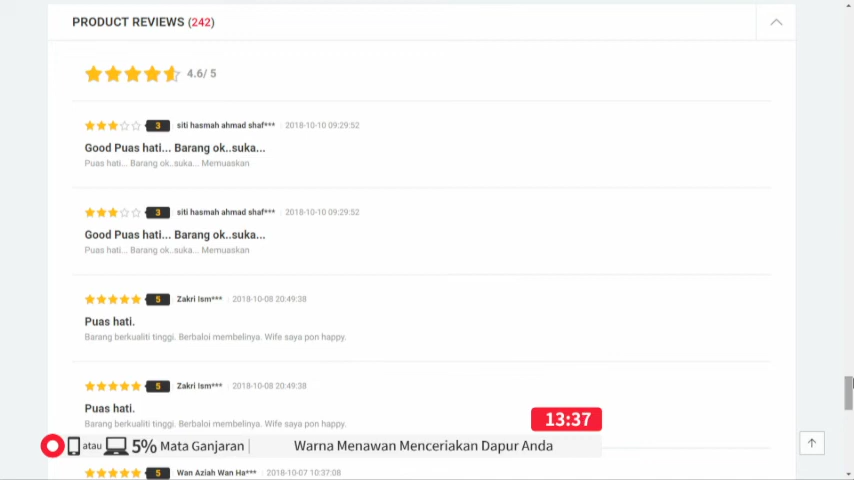 PRODUCT REVIEWS (242)
4.6/ 5
3 siti hasmah ahmad shaf*** 2018-10-10 09:29:52
Good Puas hati... Barang ok..suka...
Puas hati... Barang ok..suka... Memuaskan
3 siti hasmah ahmad shaf*** 2018-10-10 09:29:52
Good Puas hati... Barang ok..suka...
Puas hati... Barang ok..suka... Memuaskan
5 Zakri Ism*** 2018-10-08 20:49:38
Puas hati.
Barang berkualiti tinggi. Berbaloi membelinya. Wife saya pon happy.
5 Zakri Ism*** 2018-10-08 20:49:38
Puas hati.
Barang berkualiti tinggi. Berbaloi membelinya. Wife saya pon happy.
13:37
atau 5% Mata Ganjaran Warna Menawan Menceriakan Dapur Anda
5 Wan Aziah Wan Ha*** 2018-10-07 10:37:08